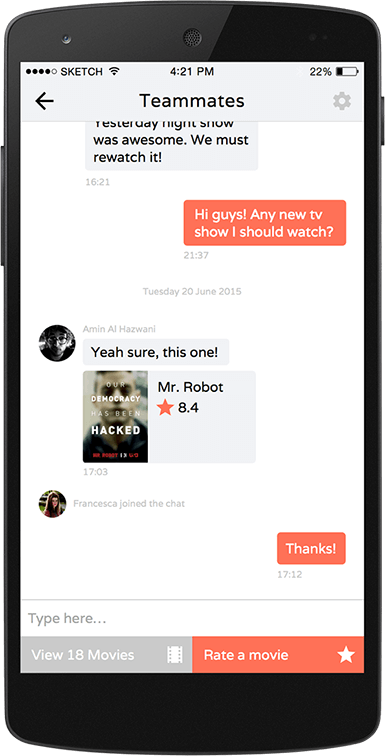 SKETCH 4:21 PM 22%
Teammates
Yesterday night show
was awesome. We must
rewatch it!
16:21
Hi guys! Any new tv
show I should watch?
21:37
Tuesday 20 June 2015
Amin Al Hazwani
Yeah sure, this one!
OUR
DEMOCRACY
HAS BEEN
HACKED
MR ROBOT
Mr. Robot
8.4
17:03
Francesca joined the chat
Thanks!
17:12
Type here...
View 18 Movies
Rate a movie